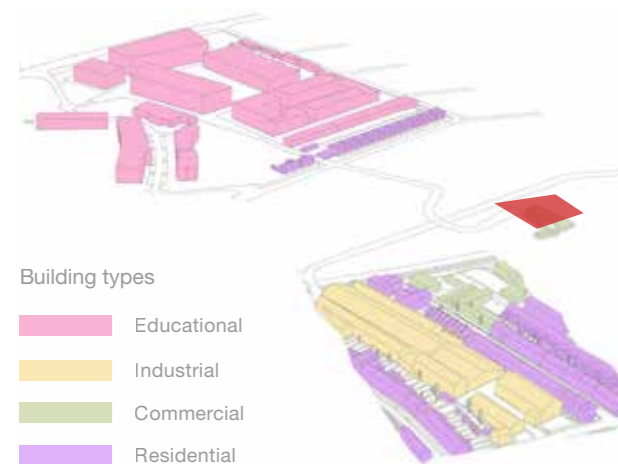 Building types
Educational
Industrial
Commercial
Residential